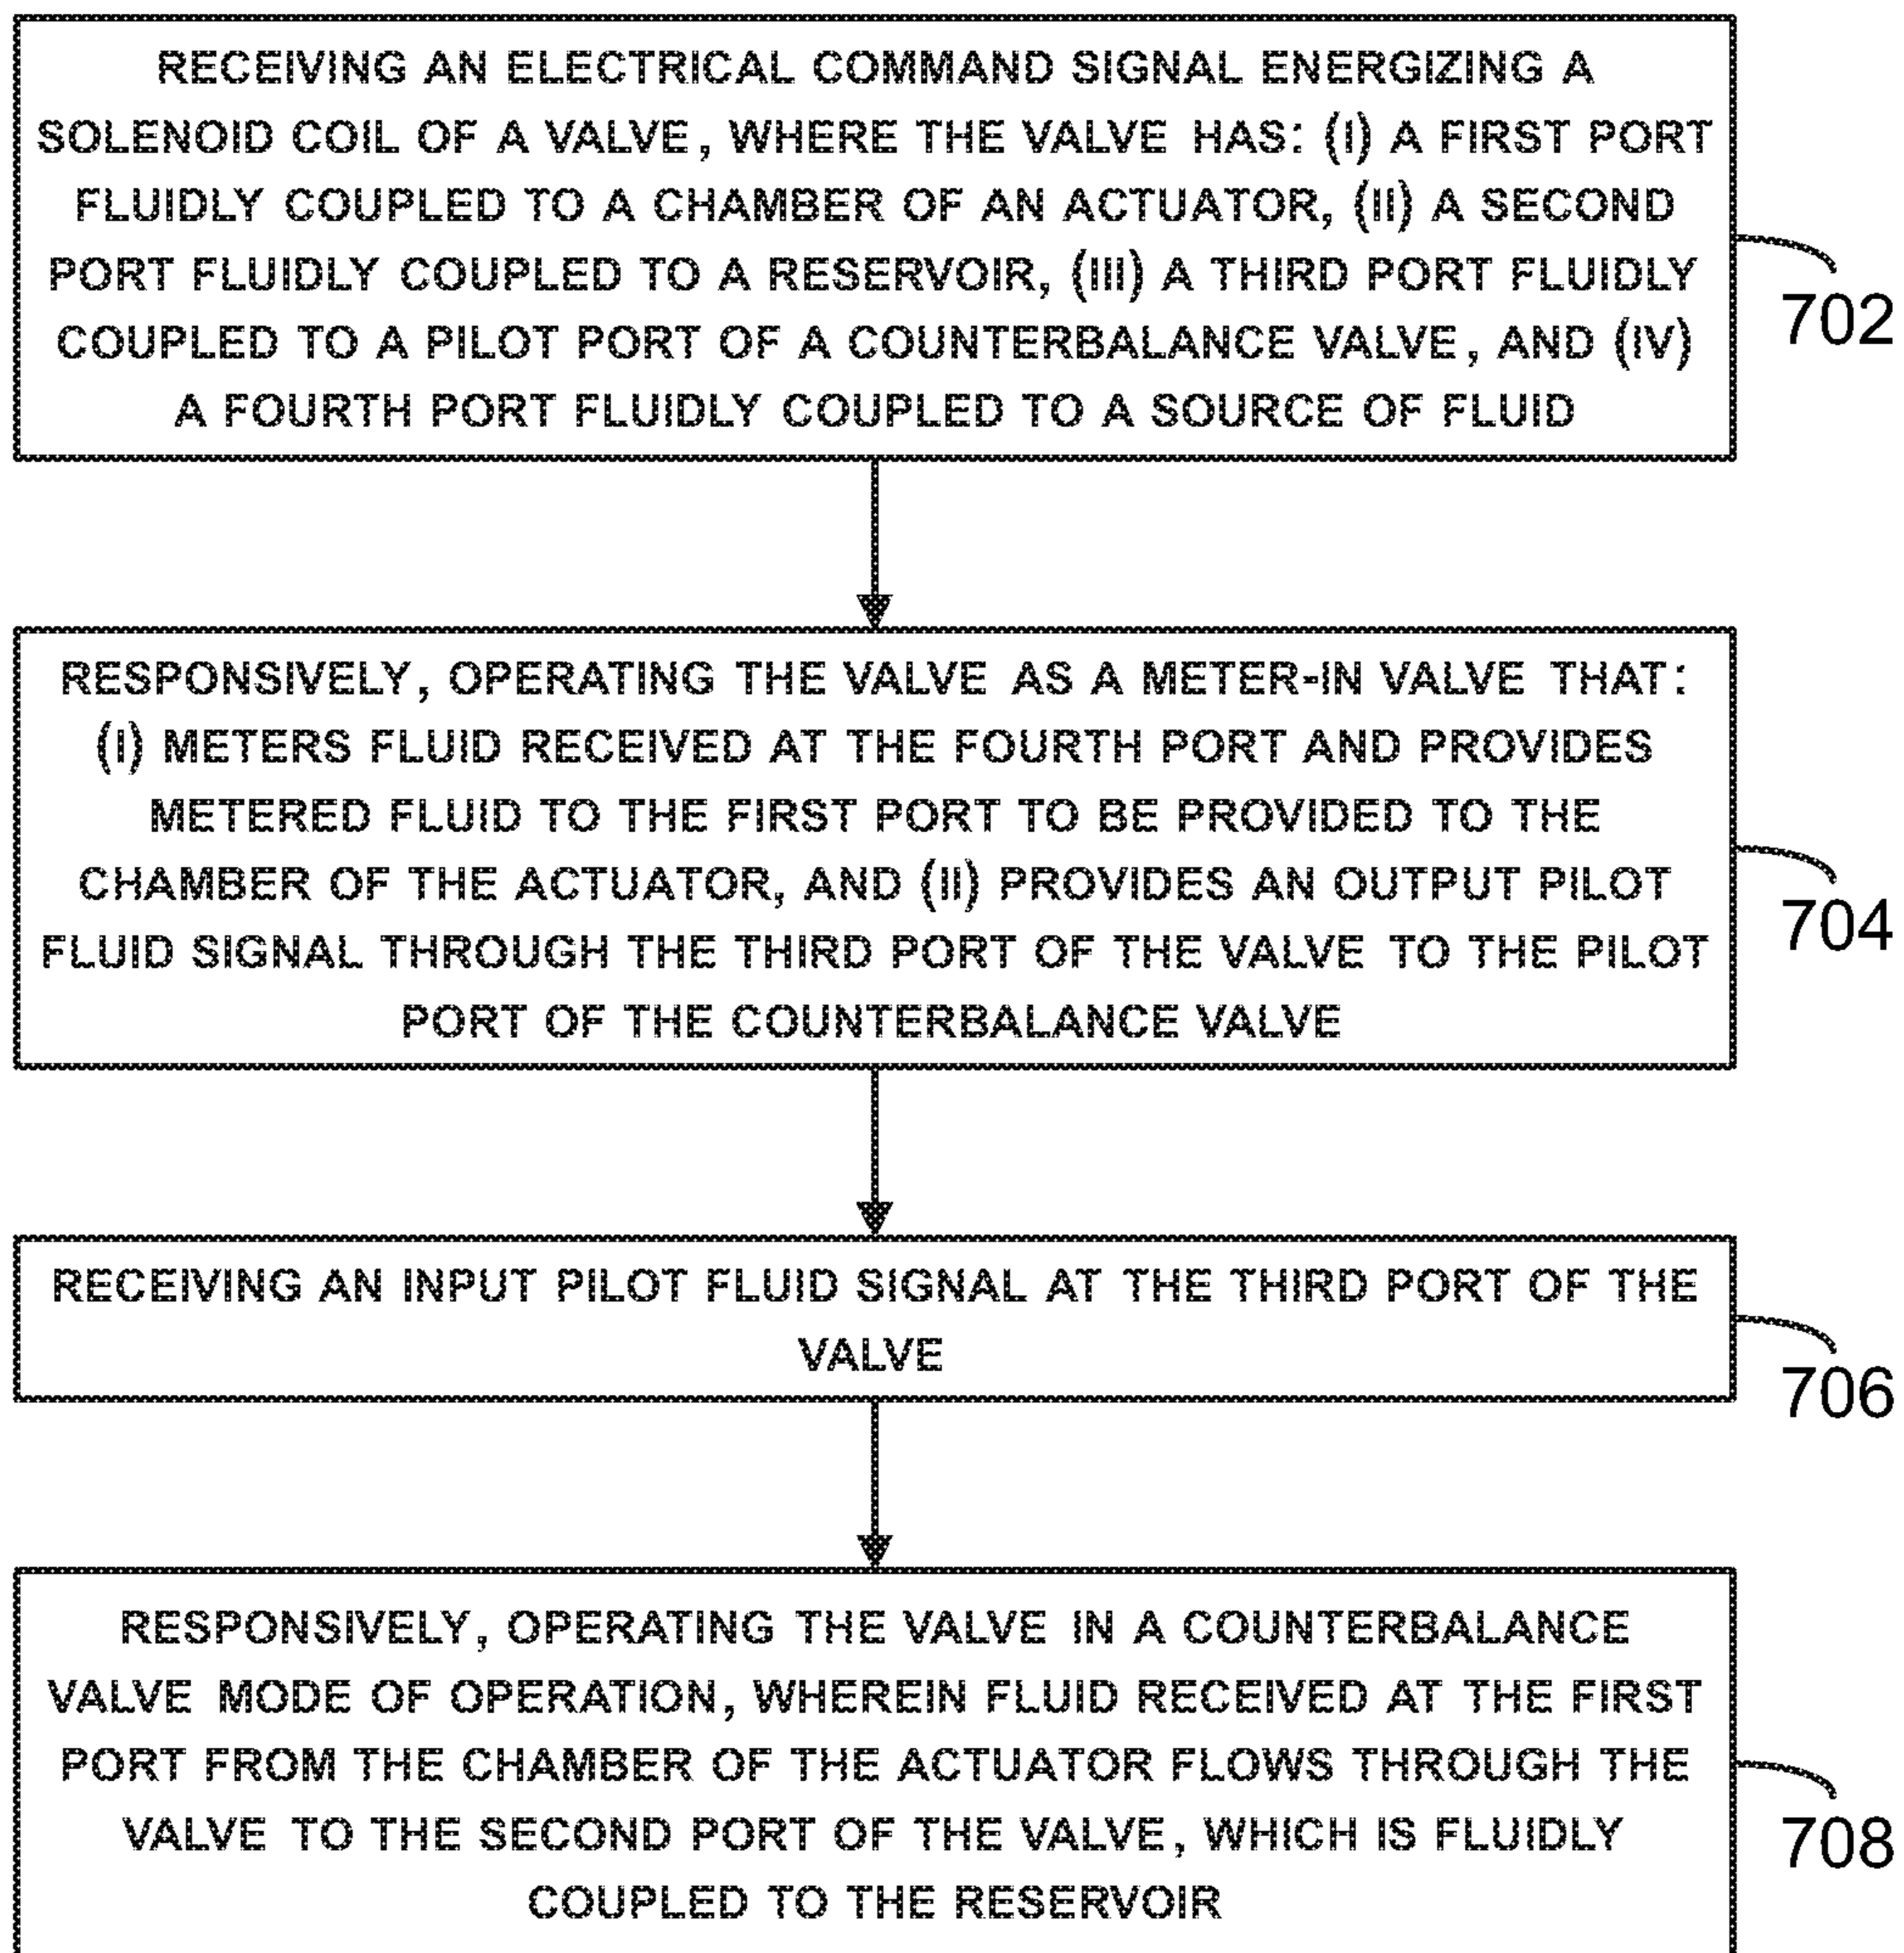 RECEIVING AN ELECTRICAL COMMAND SIGNAL ENERGIZING A
SOLENOID COIL OF A VALVE, WHERE THE VALVE HAS: (I) A FIRST PORT
FLUIDLY COUPLED TO A CHAMBER OF AN ACTUATOR, (II) A SECOND
PORT FLUIDLY COUPLED TO A RESERVOIR, (III) A THIRD PORT FLUIDLY
COUPLED TO A PILOT PORT OF A COUNTERBALANCE VALVE, AND (IV)
A FOURTH PORT FLUIDLY COUPLED TO A SOURCE OF FLUID
702
RESPONSIVELY, OPERATING THE VALVE AS A METER-IN VALVE THAT:
(I) METERS FLUID RECEIVED AT THE FOURTH PORT AND PROVIDES
METERED FLUID TO THE FIRST PORT TO BE PROVIDED TO THE
CHAMBER OF THE ACTUATOR, AND (II) PROVIDES AN OUTPUT PILOT
FLUID SIGNAL THROUGH THE THIRD PORT OF THE VALVE TO THE PILOT
PORT OF THE COUNTERBALANCE VALVE
704
RECEIVING AN INPUT PILOT FLUID SIGNAL AT THE THIRD PORT OF THE
VALVE
706
RESPONSIVELY, OPERATING THE VALVE IN A COUNTERBALANCE
VALVE MODE OF OPERATION, WHEREIN FLUID RECEIVED AT THE FIRST
PORT FROM THE CHAMBER OF THE ACTUATOR FLOWS THROUGH THE
VALVE TO THE SECOND PORT OF THE VALVE, WHICH IS FLUIDLY
COUPLED TO THE RESERVOIR
708